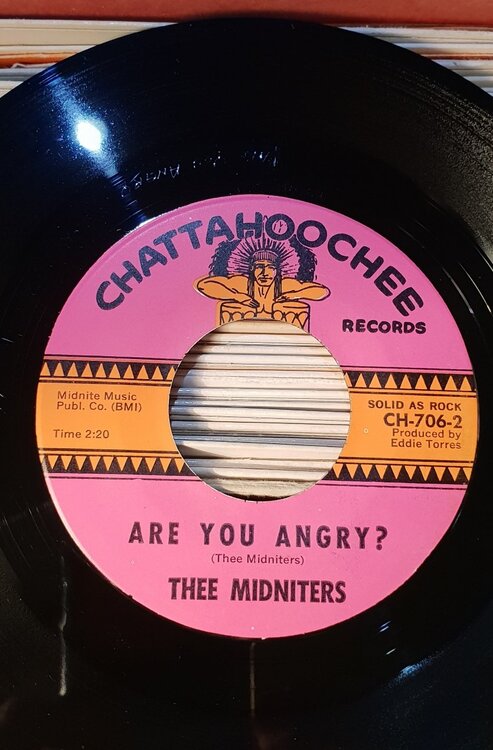 CHATTAHOOCHEE
RECORDS
Midnite Music
Publ. Co. (BMI)
Time 2:20
SOLID AS ROCK
CH-706-2
Produced by
Eddie Torres
ARE YOU ANGRY?
(Thee Midniters)
THEE MIDNITERS